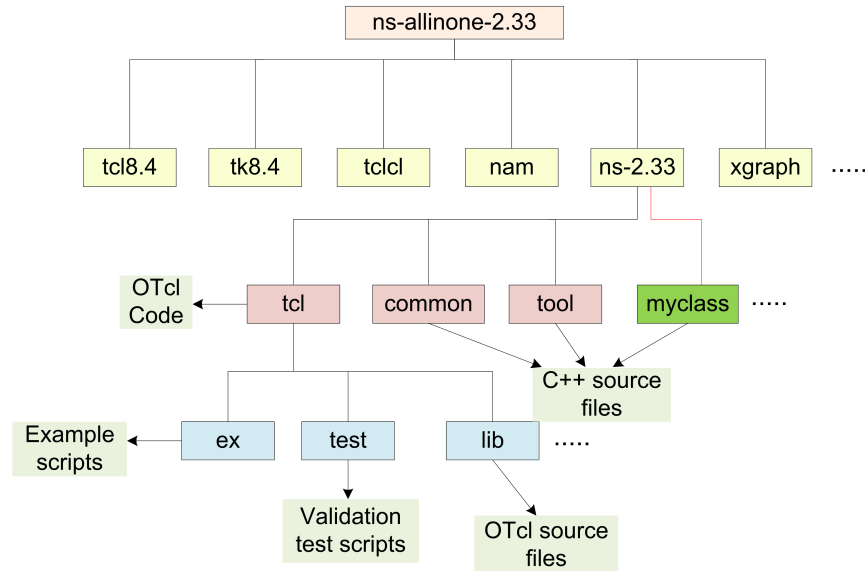 ns-allinone-2.33
tcl8.4
tk8.4
tclcl
nam
ns-2.33
xgraph
.....
OTcl
Code
tcl
common
tool
myclass
.....
C++ source
files
Example
scripts
ex
test
lib
.....
Validation
test scripts
OTcl source
files